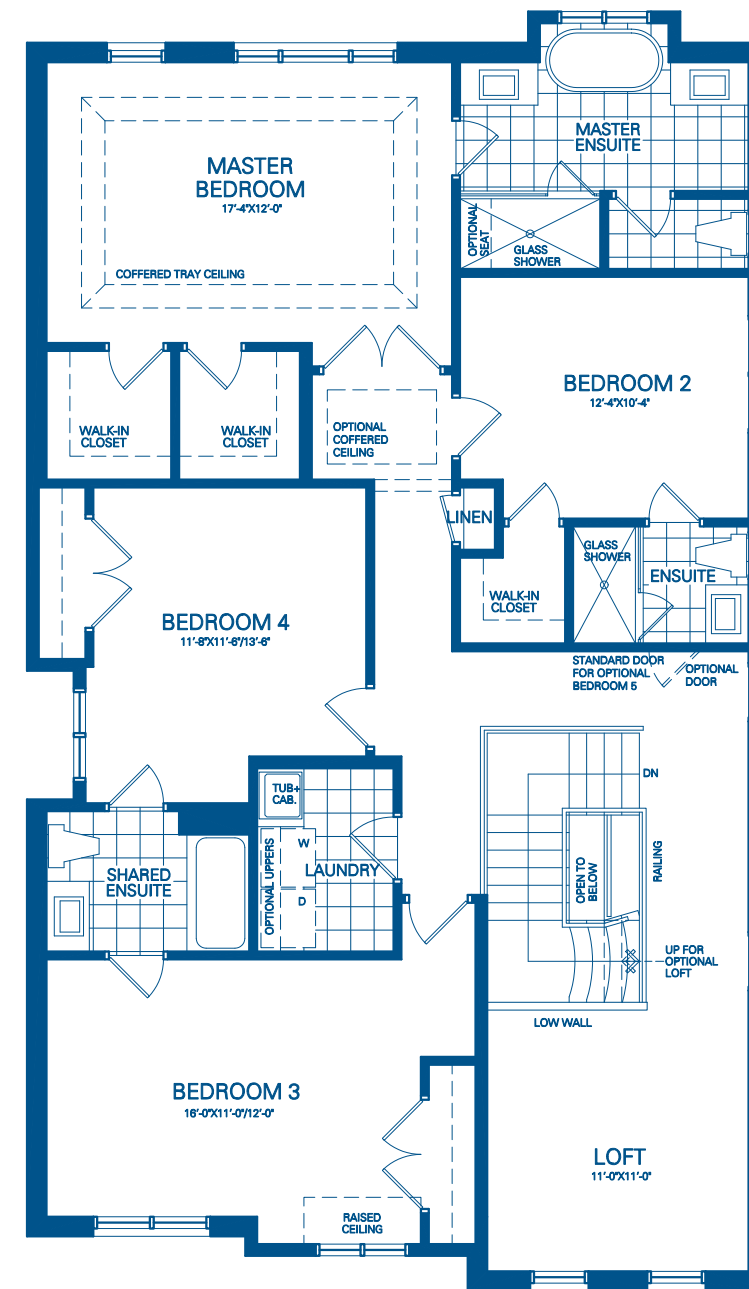 MASTER
ENSUITE
MASTER
BEDROOM
17'-4"X12'-0"
OPTIONAL
SEAT
GLASS
SHOWER
COFFERED TRAY CEILING
BEDROOM 2
12'-4"X10'-4"
WALK-IN
CLOSET
WALK-IN
CLOSET
OPTIONAL
COFFERED
CEILING
LINEN
GLASS
SHOWER
ENSUITE
WALK-IN
CLOSET
BEDROOM 4
11'-8"X11'-6"/13'-6"
STANDARD DOOR
FOR OPTIONAL
BEDROOM 5
OPTIONAL
DOOR
DN
TUB+
CAB.
W
OPTIONAL UPPERS
LAUNDRY
D
SHARED
ENSUITE
OPEN TO
BELOW
RAILING
UP FOR
OPTIONAL
LOFT
LOW WALL
BEDROOM 3
16'-0"X11'-0"/12'-0"
LOFT
11'-0"X11'-0"
RAISED
CEILING